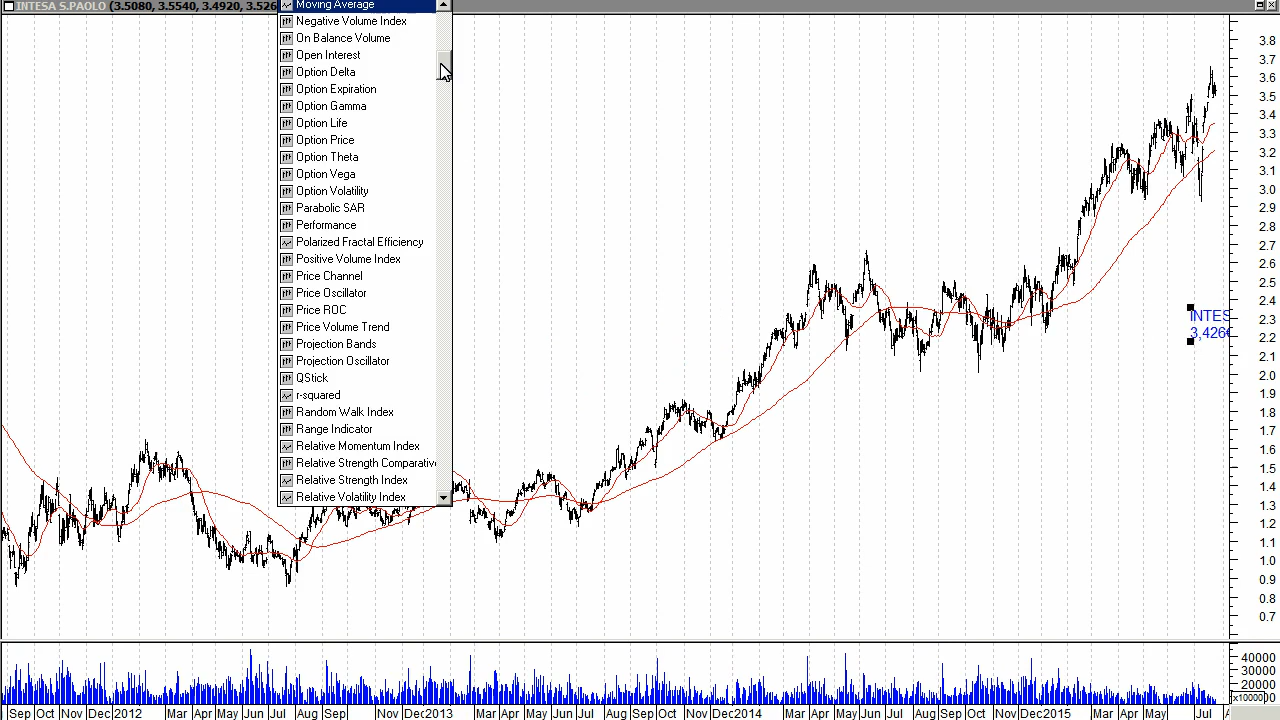 INTESA S.PAOLO (3.5080, 3.5540, 3.4920, 3.526
Moving Average
Negative Volume Index
On Balance Volume
Open Interest
Option Delta
Option Expiration
Option Gamma
Option Life
Option Price
Option Theta
Option Vega
Option Volatility
Parabolic SAR
Performance
Polarized Fractal Efficiency
Positive Volume Index
Price Channel
Price Oscillator
Price ROC
Price Volume Trend
Projection Bands
Projection Oscillator
QStick
r-squared
Random Walk Index
Range Indicator
Relative Momentum Index
Relative Strength Comparative
Relative Strength Index
Relative Volatility Index
3.8
3.7
3.6
3.5
3.4
3.3
3.2
3.1
3.0
2.9
2.8
2.7
2.6
2.5
2.4
2.3
2.2
2.1
2.0
1.9
1.8
1.7
1.6
1.5
1.4
1.3
1.2
1.1
1.0
0.9
0.8
0.7
INTES
3,426€
40000
30000
20000
x10000
Sep Oct Nov Dec 2012 Mar Apr May Jun Jul Aug Sep Nov Dec 2013 Mar Apr May Jun Jul Aug Sep Oct Nov Dec 2014 Mar Apr May Jun Jul Aug Sep Oct Nov Dec 2015 Mar Apr May Jul A